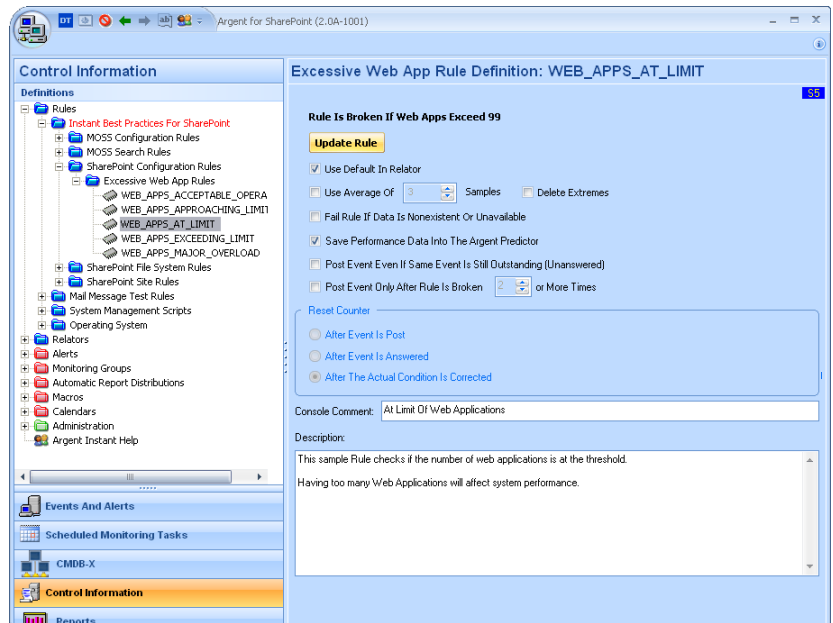 DT
ab
Argent for SharePoint (2.0A-1001)
Control Information
Definitions
Rules
Instant Best Practices For SharePoint
MOSS Configuration Rules
MOSS Search Rules
SharePoint Configuration Rules
Excessive Web App Rules
WEB_APPS_ACCEPTABLE_OPERA
WEB_APPS_APPROACHING_LIMIT
WEB_APPS_AT_LIMIT
WEB_APPS_EXCEEDING_LIMIT
WEB_APPS_MAJOR_OVERLOAD
SharePoint File System Rules
SharePoint Site Rules
Mail Message Test Rules
System Management Scripts
Operating System
Relators
Alerts
Monitoring Groups
Automatic Report Distributions
Macros
Calendars
Administration
Argent Instant Help
Events And Alerts
Scheduled Monitoring Tasks
CMDB-X
Control Information
Reports
Excessive Web App Rule Definition: WEB_APPS_AT_LIMIT
S5
Rule Is Broken If Web Apps Exceed 99
Update Rule
Use Default In Relator
Use Average Of 3 Samples Delete Extremes
Fail Rule If Data Is Nonexistent Or Unavailable
Save Performance Data Into The Argent Predictor
Post Event Even If Same Event Is Still Outstanding (Unanswered)
Post Event Only After Rule Is Broken 2 or More Times
Reset Counter
After Event Is Post
After Event Is Answered
After The Actual Condition Is Corrected
Console Comment: At Limit Of Web Applications
Description:
This sample Rule checks if the number of web applications is at the threshold.
Having too many Web Applications will affect system performance.